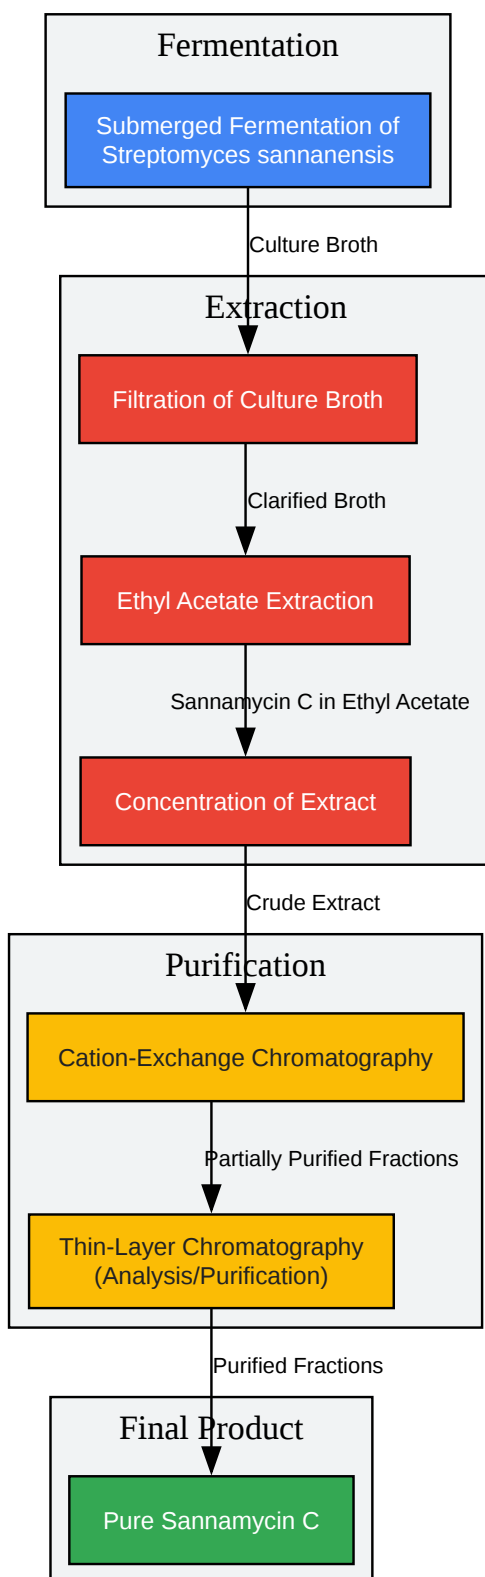 Fermentation
Submerged Fermentation of
Streptomyces sannanensis
Culture Broth
Extraction
Filtration of Culture Broth
Clarified Broth
Ethyl Acetate Extraction
Sannamycin C in Ethyl Acetate
Concentration of Extract
Crude Extract
Purification
Cation-Exchange Chromatography
Partially Purified Fractions
Thin-Layer Chromatography
(Analysis/Purification)
Purified Fractions
Final Product
Pure Sannamycin C